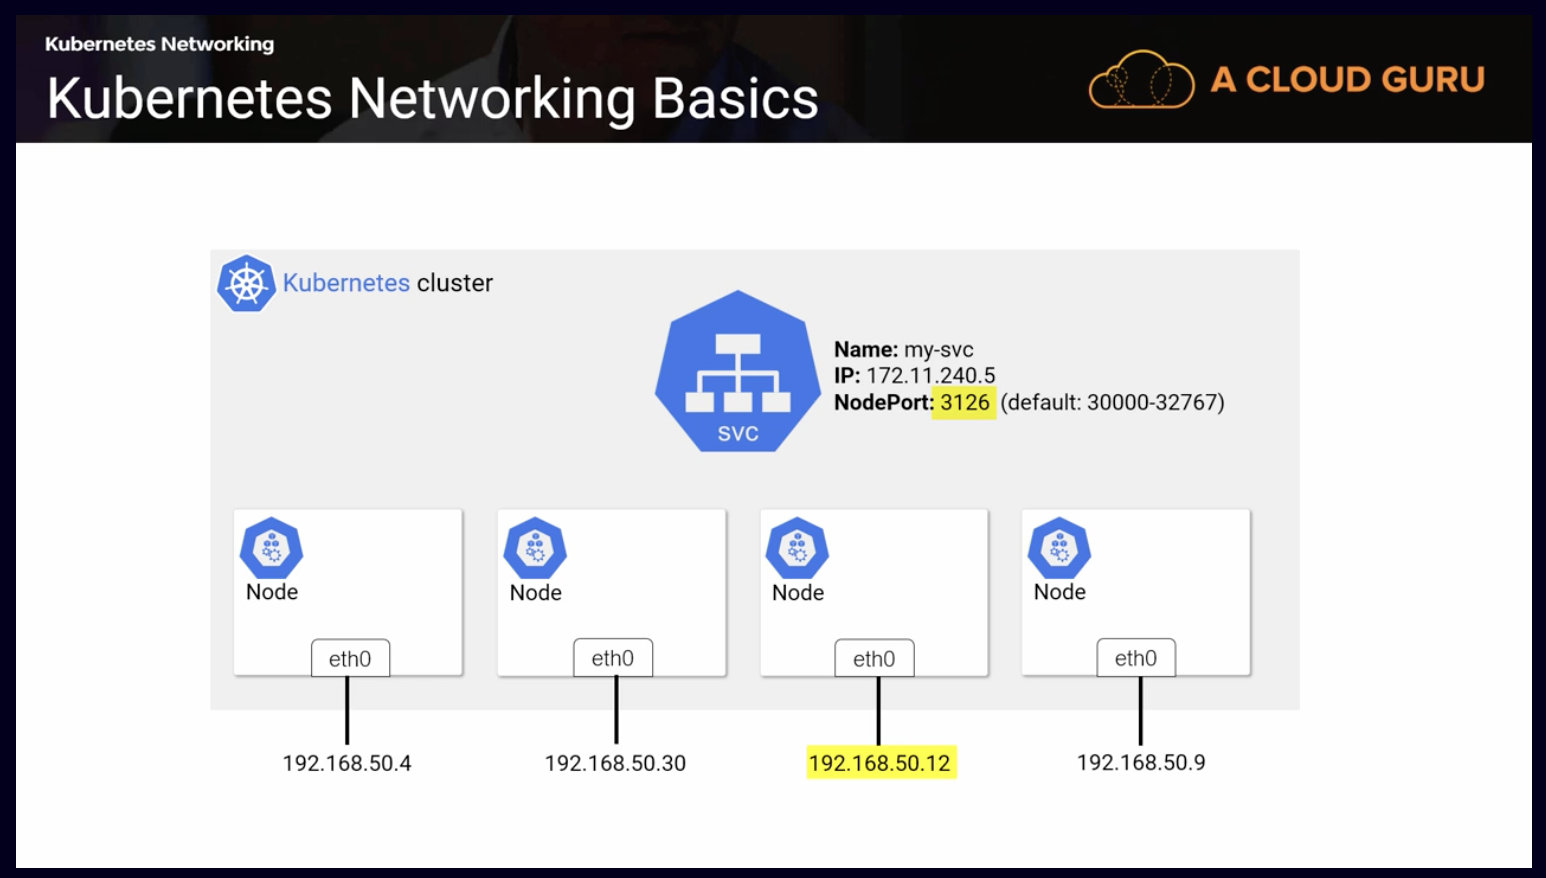 Kubernetes Networking
Kubernetes Networking Basics
A CLOUD GURU
Kubernetes cluster
Name: my-svc
IP: 172.11.240.5
NodePort: 3126 (default: 30000-32767)
SVC
Node
Node
Node
Node
eth0
eth0
eth0
eth0
192.168.50.4
192.168.50.30
192.168.50.12
192.168.50.9